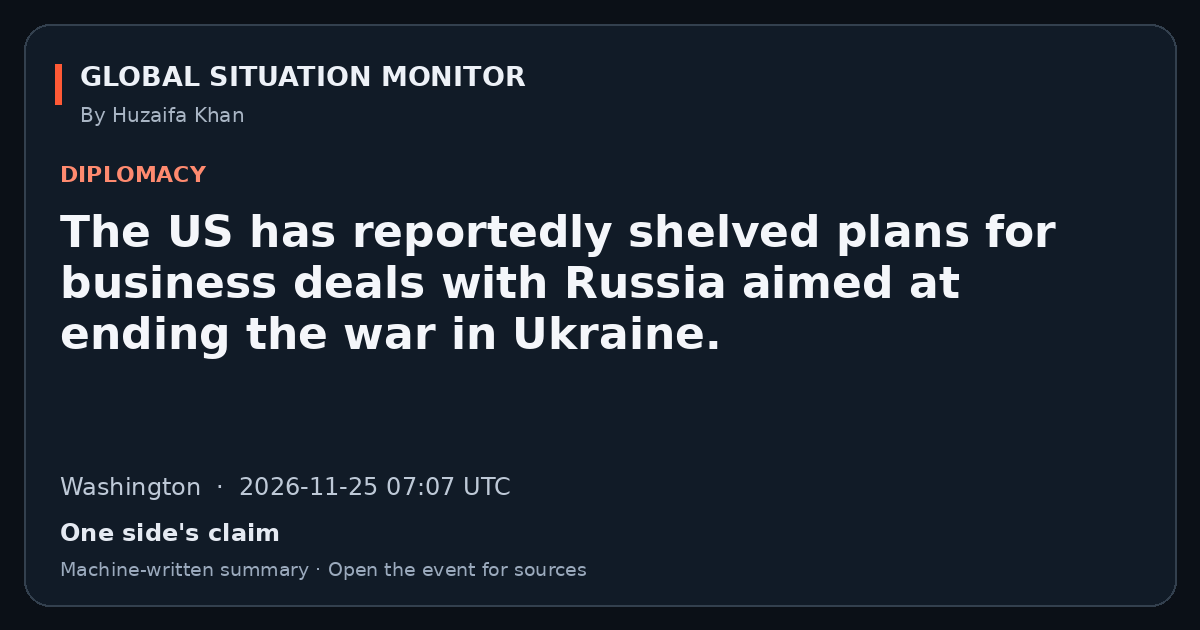 GLOBAL SITUATION MONITOR
By Huzaifa Khan
DIPLOMACY
The US has reportedly shelved plans for
business deals with Russia aimed at
ending the war in Ukraine.
Washington · 2026-11-25 07:07 UTC
One side's claim
Machine-written summary · Open the event for sources